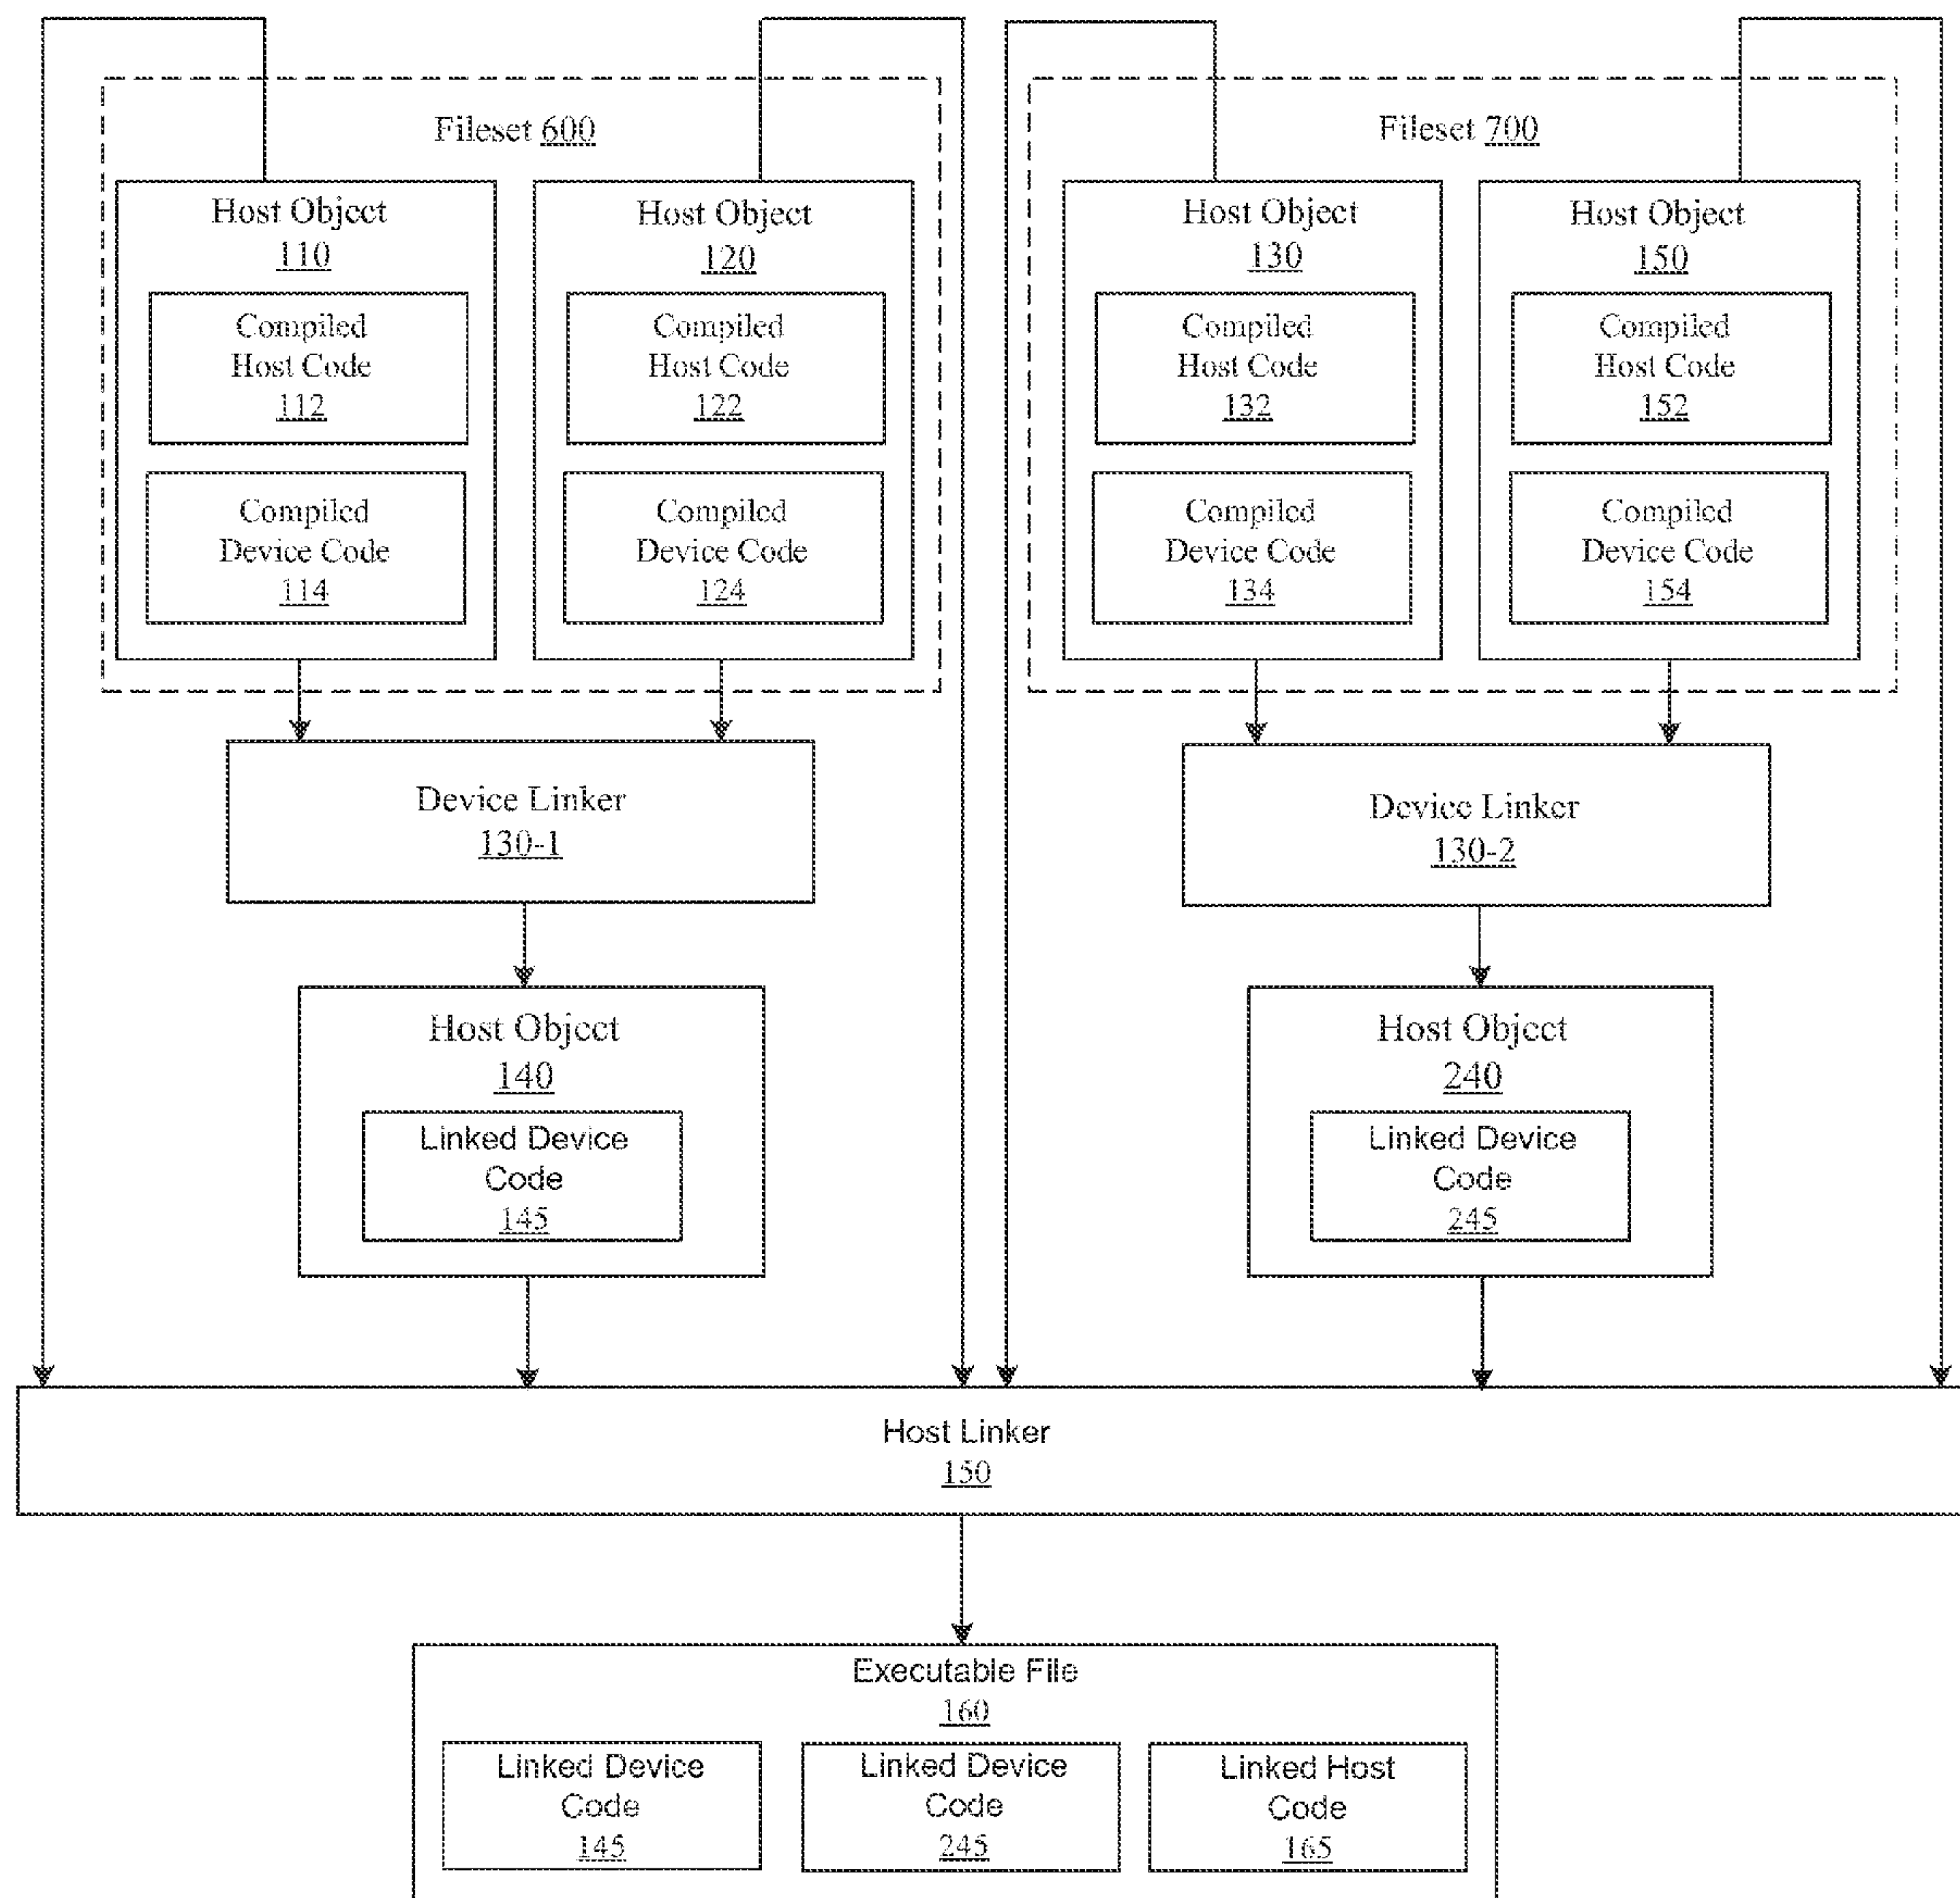 Fileset 600
Host Object
110
Compiled
Host Code
112
Compiled
Device Code
114
Host Object
120
Compiled
Host Code
122
Compiled
Device Code
124
Fileset 700
Host Object
130
Compiled
Host Code
132
Compiled
Device Code
134
Host Object
150
Compiled
Host Code
152
Compiled
Device Code
154
Device Linker
130-1
Device Linker
130-2
Host Object
140
Linked Device
Code
145
Host Object
240
Linked Device
Code
245
Host Linker
150
Executable File
160
Linked Device
Code
145
Linked Device
Code
245
Linked Host
Code
165